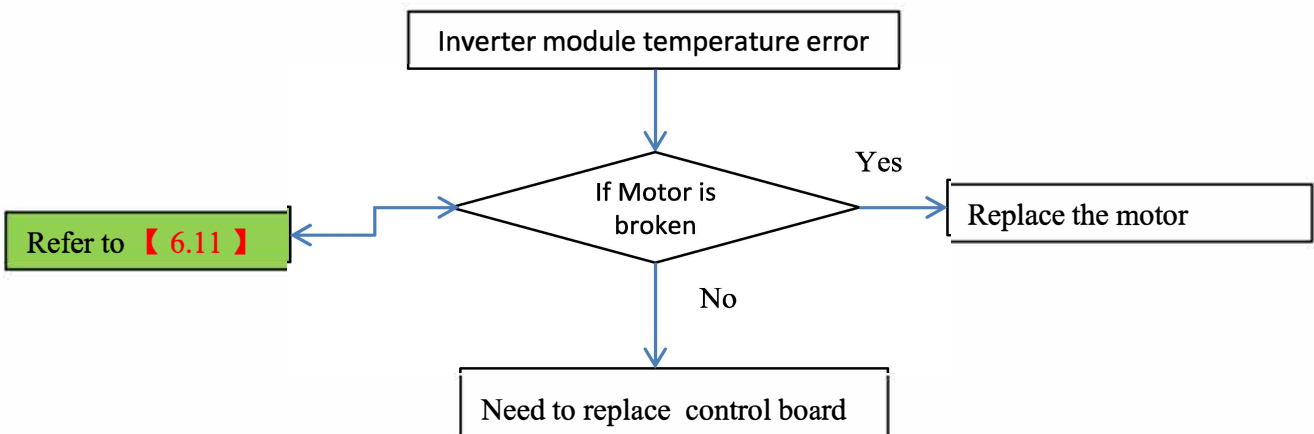 Inverter module temperature error
Yes
If Motor is
broken
Replace the motor
Refer to 【 6.11 】
No
Need to replace control board